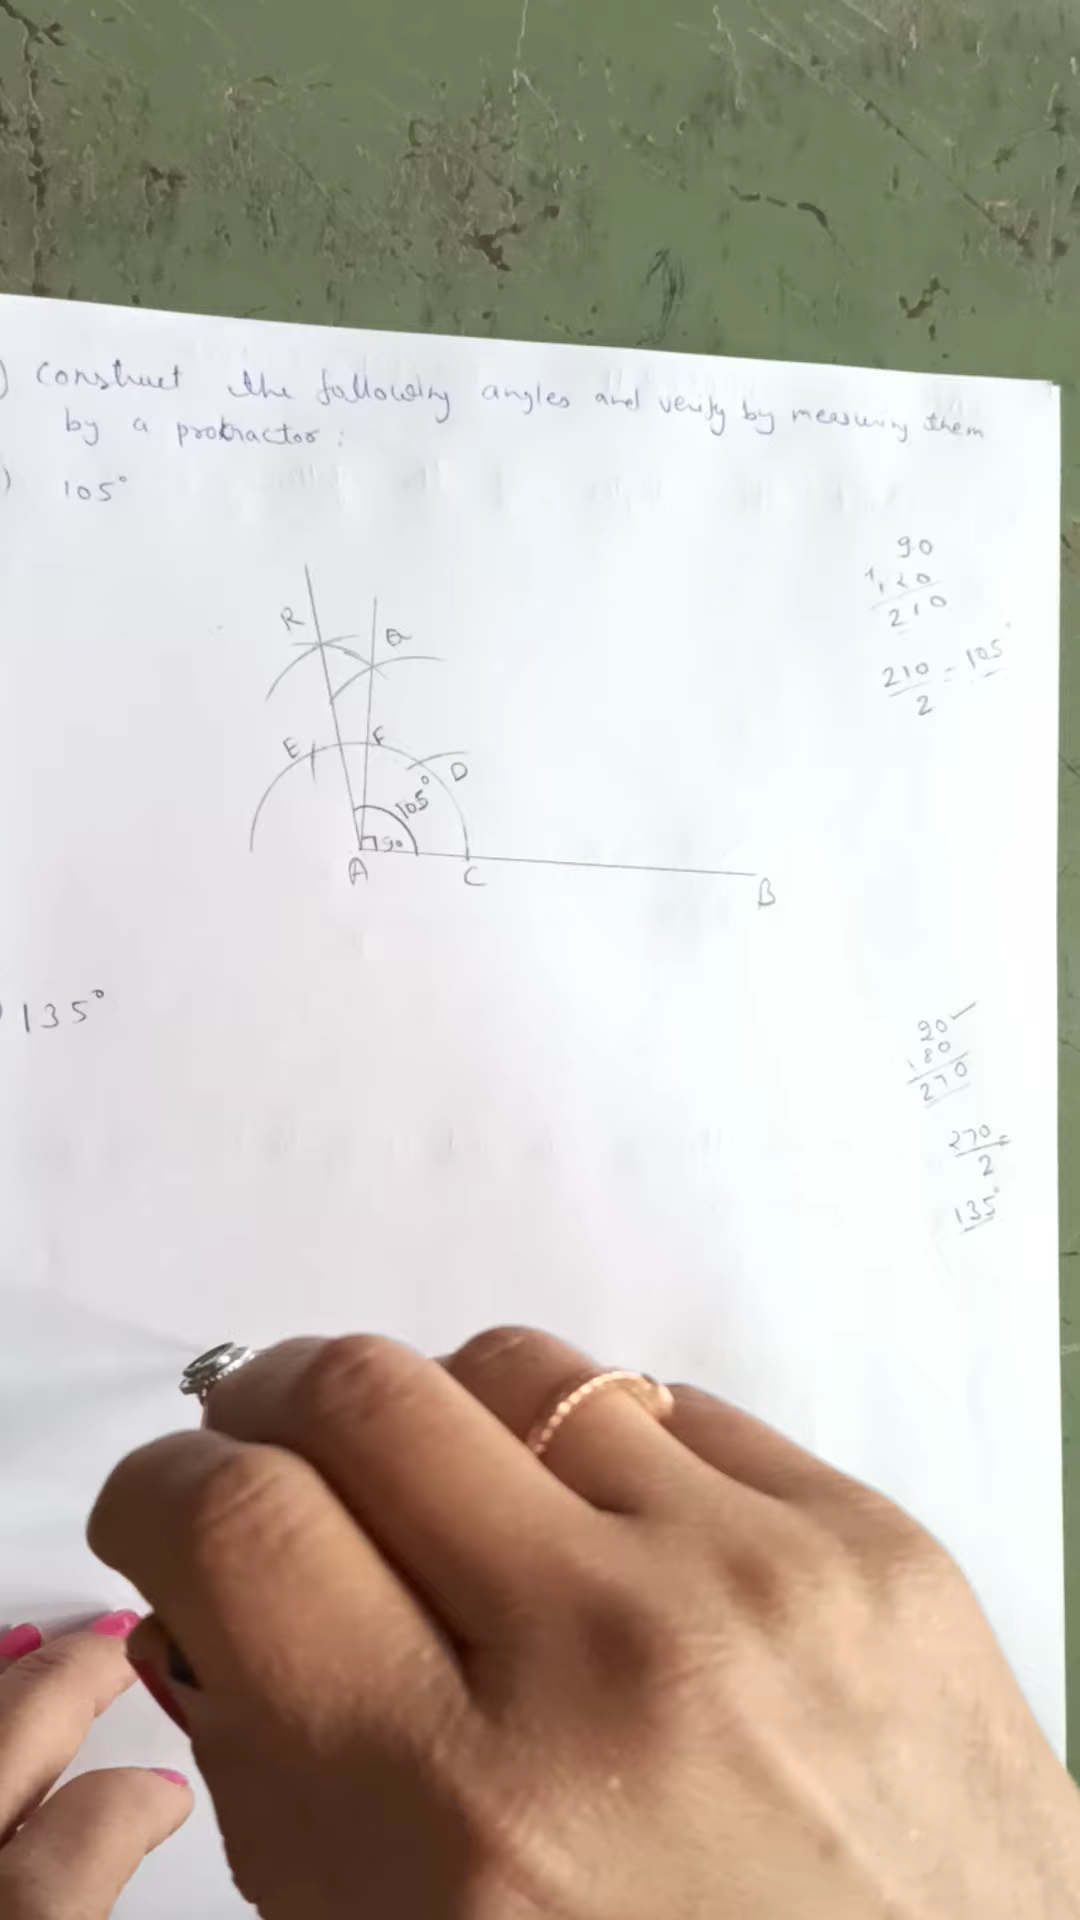 ) construct the following angles and verify by measuring them
by a protractor:
) 105°
90
120
210
210/2 = 105°
R
Q
E
F
D
105°
90
A
C
B
) 135°
90
180
270
270/2 =
135°